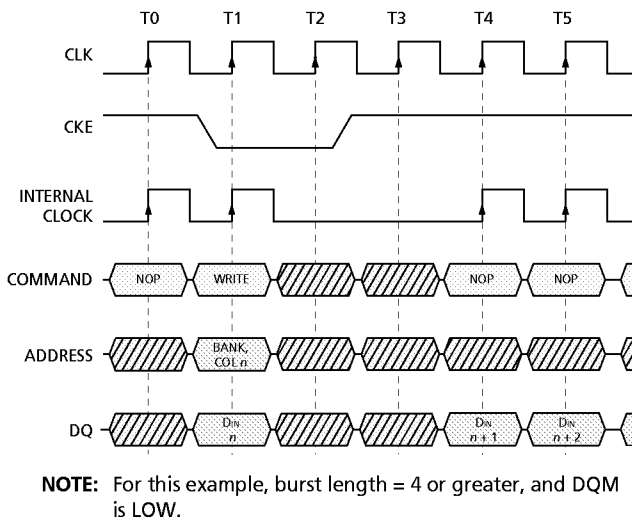 T0 T1 T2 T3 T4 T5
CLK
CKE
INTERNAL
CLOCK
COMMAND NOP WRITE NOP NOP
ADDRESS BANK,
COL n
DQ DIN DIN DIN
n n + 1 n + 2
NOTE: For this example, burst length = 4 or greater, and DQM
is LOW.